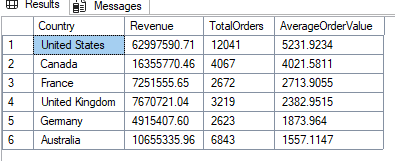 Results Messages
Country Revenue TotalOrders AverageOrderValue
1 United States 62997590.71 12041 5231.9234
2 Canada 16355770.46 4067 4021.5811
3 France 7251555.65 2672 2713.9055
4 United Kingdom 7670721.04 3219 2382.9515
5 Germany 4915407.60 2623 1873.964
6 Australia 10655335.96 6843 1557.1147